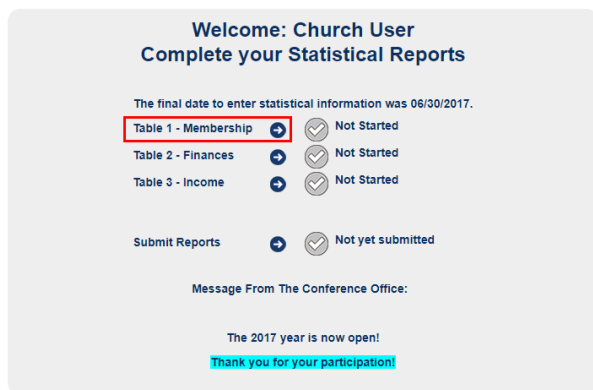 Welcome: Church User
Complete your Statistical Reports
The final date to enter statistical information was 06/30/2017.
Table 1 - Membership Not Started
Table 2 - Finances Not Started
Table 3 - Income Not Started
Submit Reports Not yet submitted
Message From The Conference Office:
The 2017 year is now open!
Thank you for your participation!